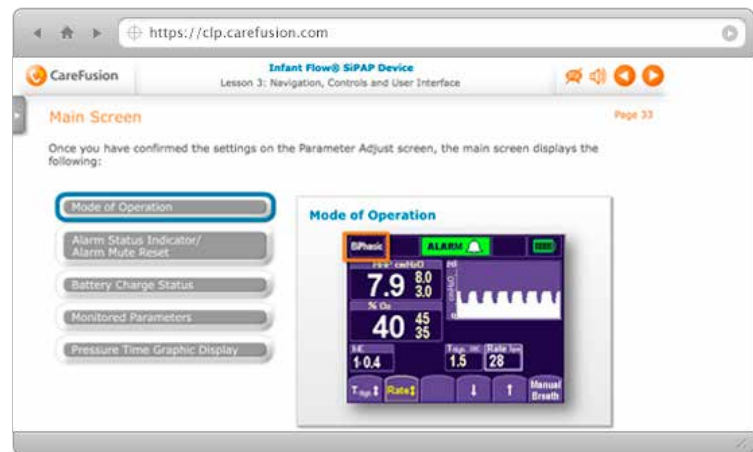 https://clp.carefusion.com
CareFusion
Infant Flow® SiPAP Device
Lesson 3: Navigation, Controls and User Interface
Main Screen
Page 33
Once you have confirmed the settings on the Parameter Adjust screen, the main screen displays the
following:
Mode of Operation
Alarm Status Indicator/
Alarm Mute Reset
Battery Charge Status
Monitored Parameters
Pressure Time Graphic Display
Mode of Operation
BiPhasic
ALARM
cmH2O
7.9
8.0
3.0
cmH2O
% O2
40
45
35
I:E
1:0.4
T-High
1.5
Rate
28
T-High
Rate
Manual
Breath